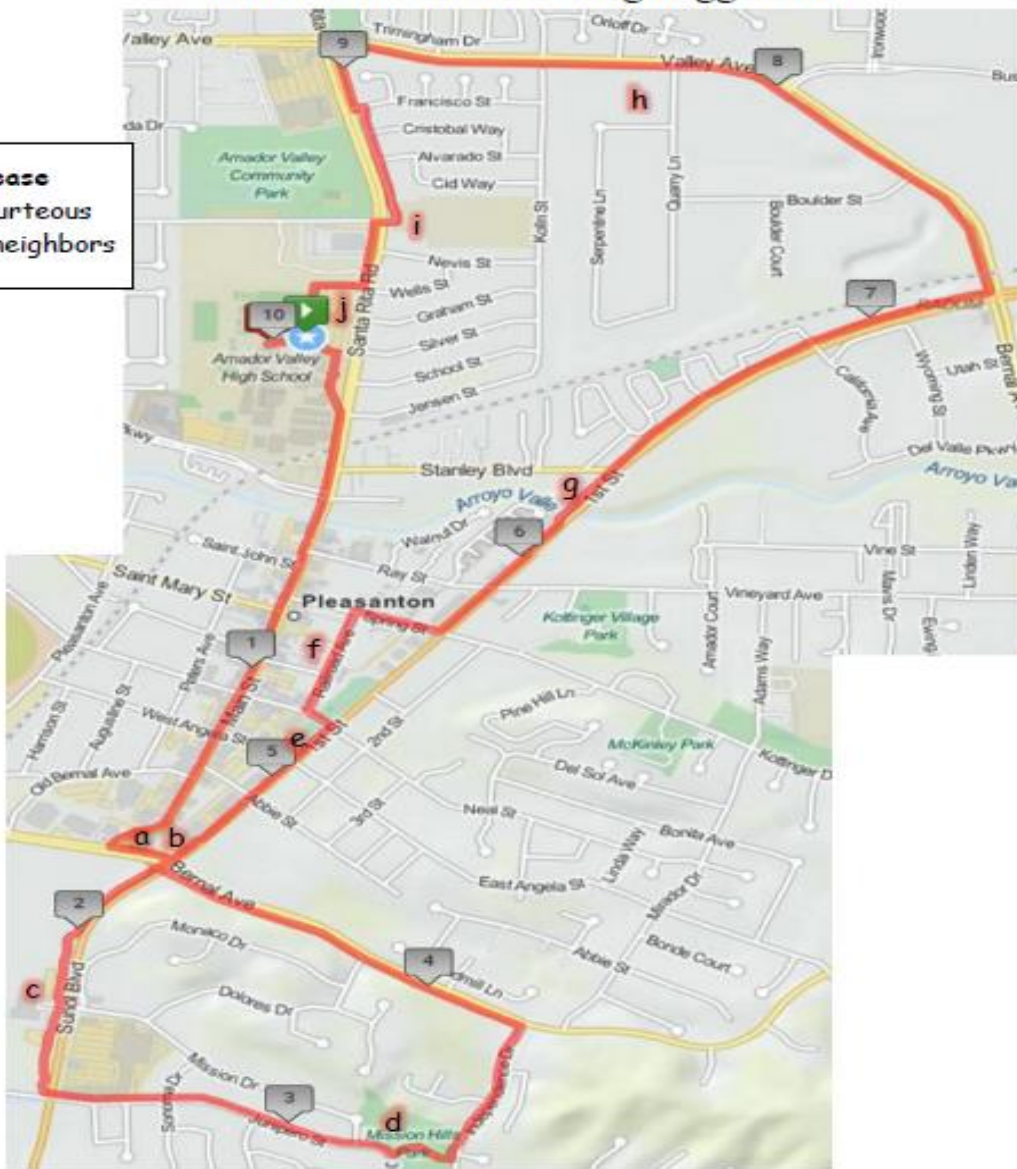 Valley Ave
Trimingham Dr
Orloff Dr
9
Valley Ave
8
h
Francisco St
Cristobal Way
Amador Valley
Community
Park
Alvarado St
Cid Way
Boulder St
Kolln St
Serpentine Ln
Quarry Ln
Boulder Court
urteous
neighbors
i
Nevis St
Wells St
7
10
j
Graham St
Santa Rita Rd
Silver St
Amador Valley
High School
School St
Jensen St
California Ave
Wyoming St
Utah St
Stanley Blvd
g
1st St
Arroyo Valle
6
Walnut Dr
Saint John St
Ray St
Vine St
Mavis Dr
Linden Way
Saint Mary St
Pleasanton
Spring St
Vineyard Ave
Kottinger Village
Park
Amador Court
Adams Way
Pleasanton Ave
1
f
Railroad Ave
Peters Ave
Main St
Harrison St
Augustine St
West Angela St
e
1st St
2nd St
Pine Hill Ln
McKinley Park
Old Bernal Ave
5
Del Sol Ave
Abbie St
3rd St
Neal St
Bonita Ave
a b
Linda Way
Mirador Dr
East Angela St
Bernal Ave
2
Monaco Dr
4
Abbie St
Bonde Court
c
Sunol Blvd
Dolores Dr
Mission Dr
Sonoma Dr
3
Junipero St
d
Mission Hills
Park
Independence Dr